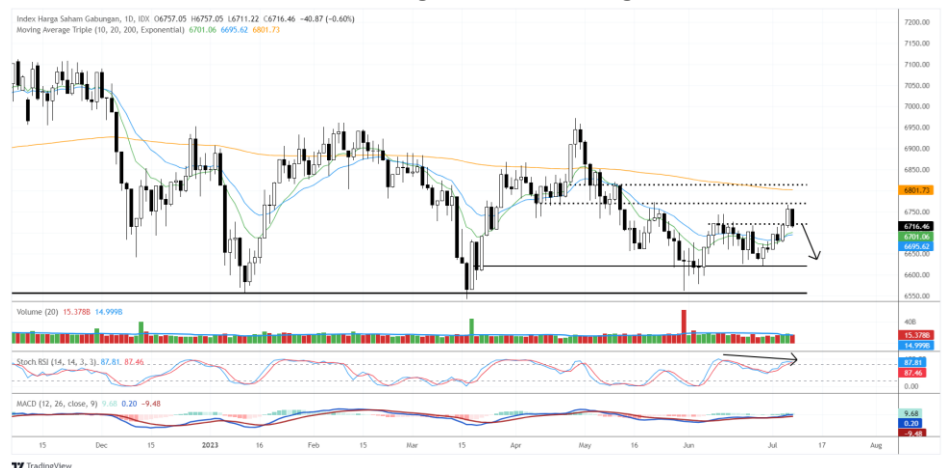 Index Harga Saham Gabungan, 1D, IDX O6757.05 H6757.05 L6711.22 C6716.46 -40.87 (-0.60%)
Moving Average Triple (10, 20, 200, Exponential) 6701.06 6695.62 6801.73
7200.00
7150.00
7100.00
7050.00
7000.00
6950.00
6900.00
6850.00
6801.73
6750.00
6716.46
6701.06
6695.62
6600.00
6550.00
Volume (20) 15.378B 14.999B
40B
15.378B
14.999B
Stoch RSI (14, 14, 3, 3) 87.81 87.46
87.81
87.46
0.00
MACD (12, 26, close, 9) 9.68 0.20 -9.48
9.68
0.20
-9.48
15 Dec 15 2023 16 Feb 15 Mar 15 Apr May 16 Jun Jul 17 Aug
TradingView